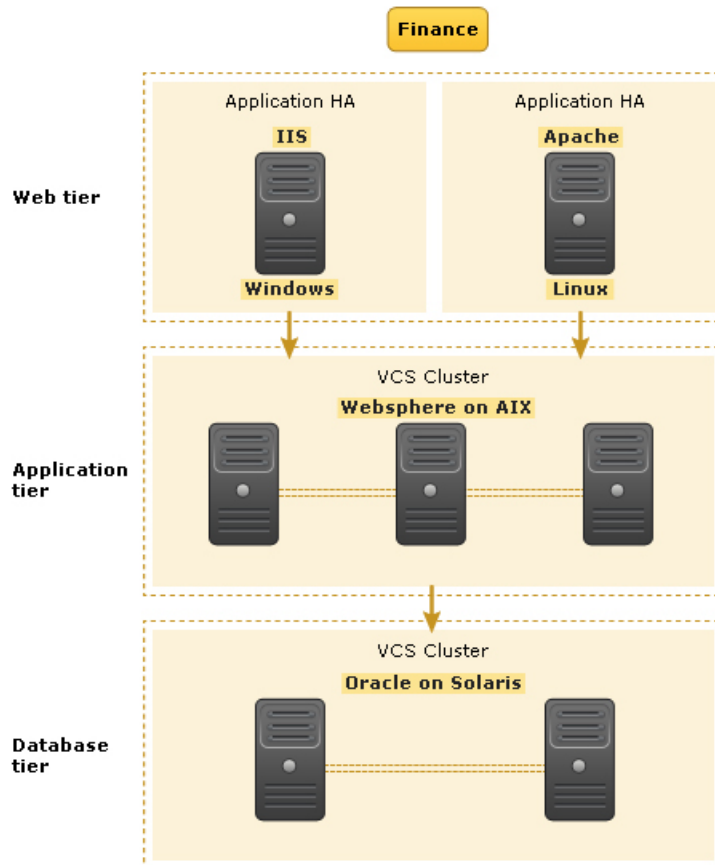 Finance
Application HA
IIS
Windows
Application HA
Apache
Linux
Web tier
VCS Cluster
Websphere on AIX
Application
tier
VCS Cluster
Oracle on Solaris
Database
tier